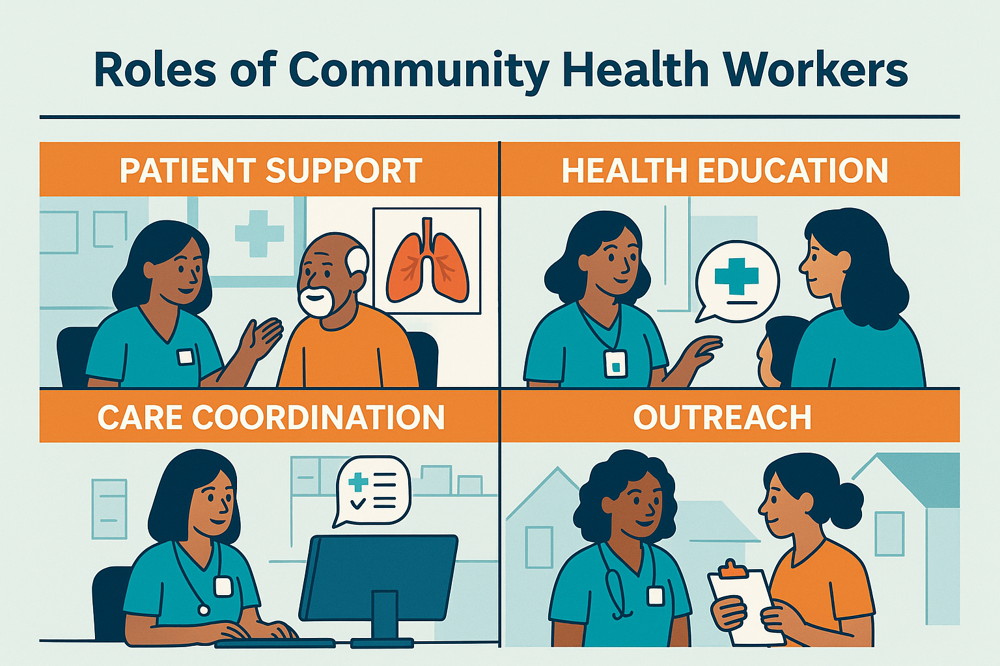 Roles of Community Health Workers
PATIENT SUPPORT
HEALTH EDUCATION
CARE COORDINATION
OUTREACH